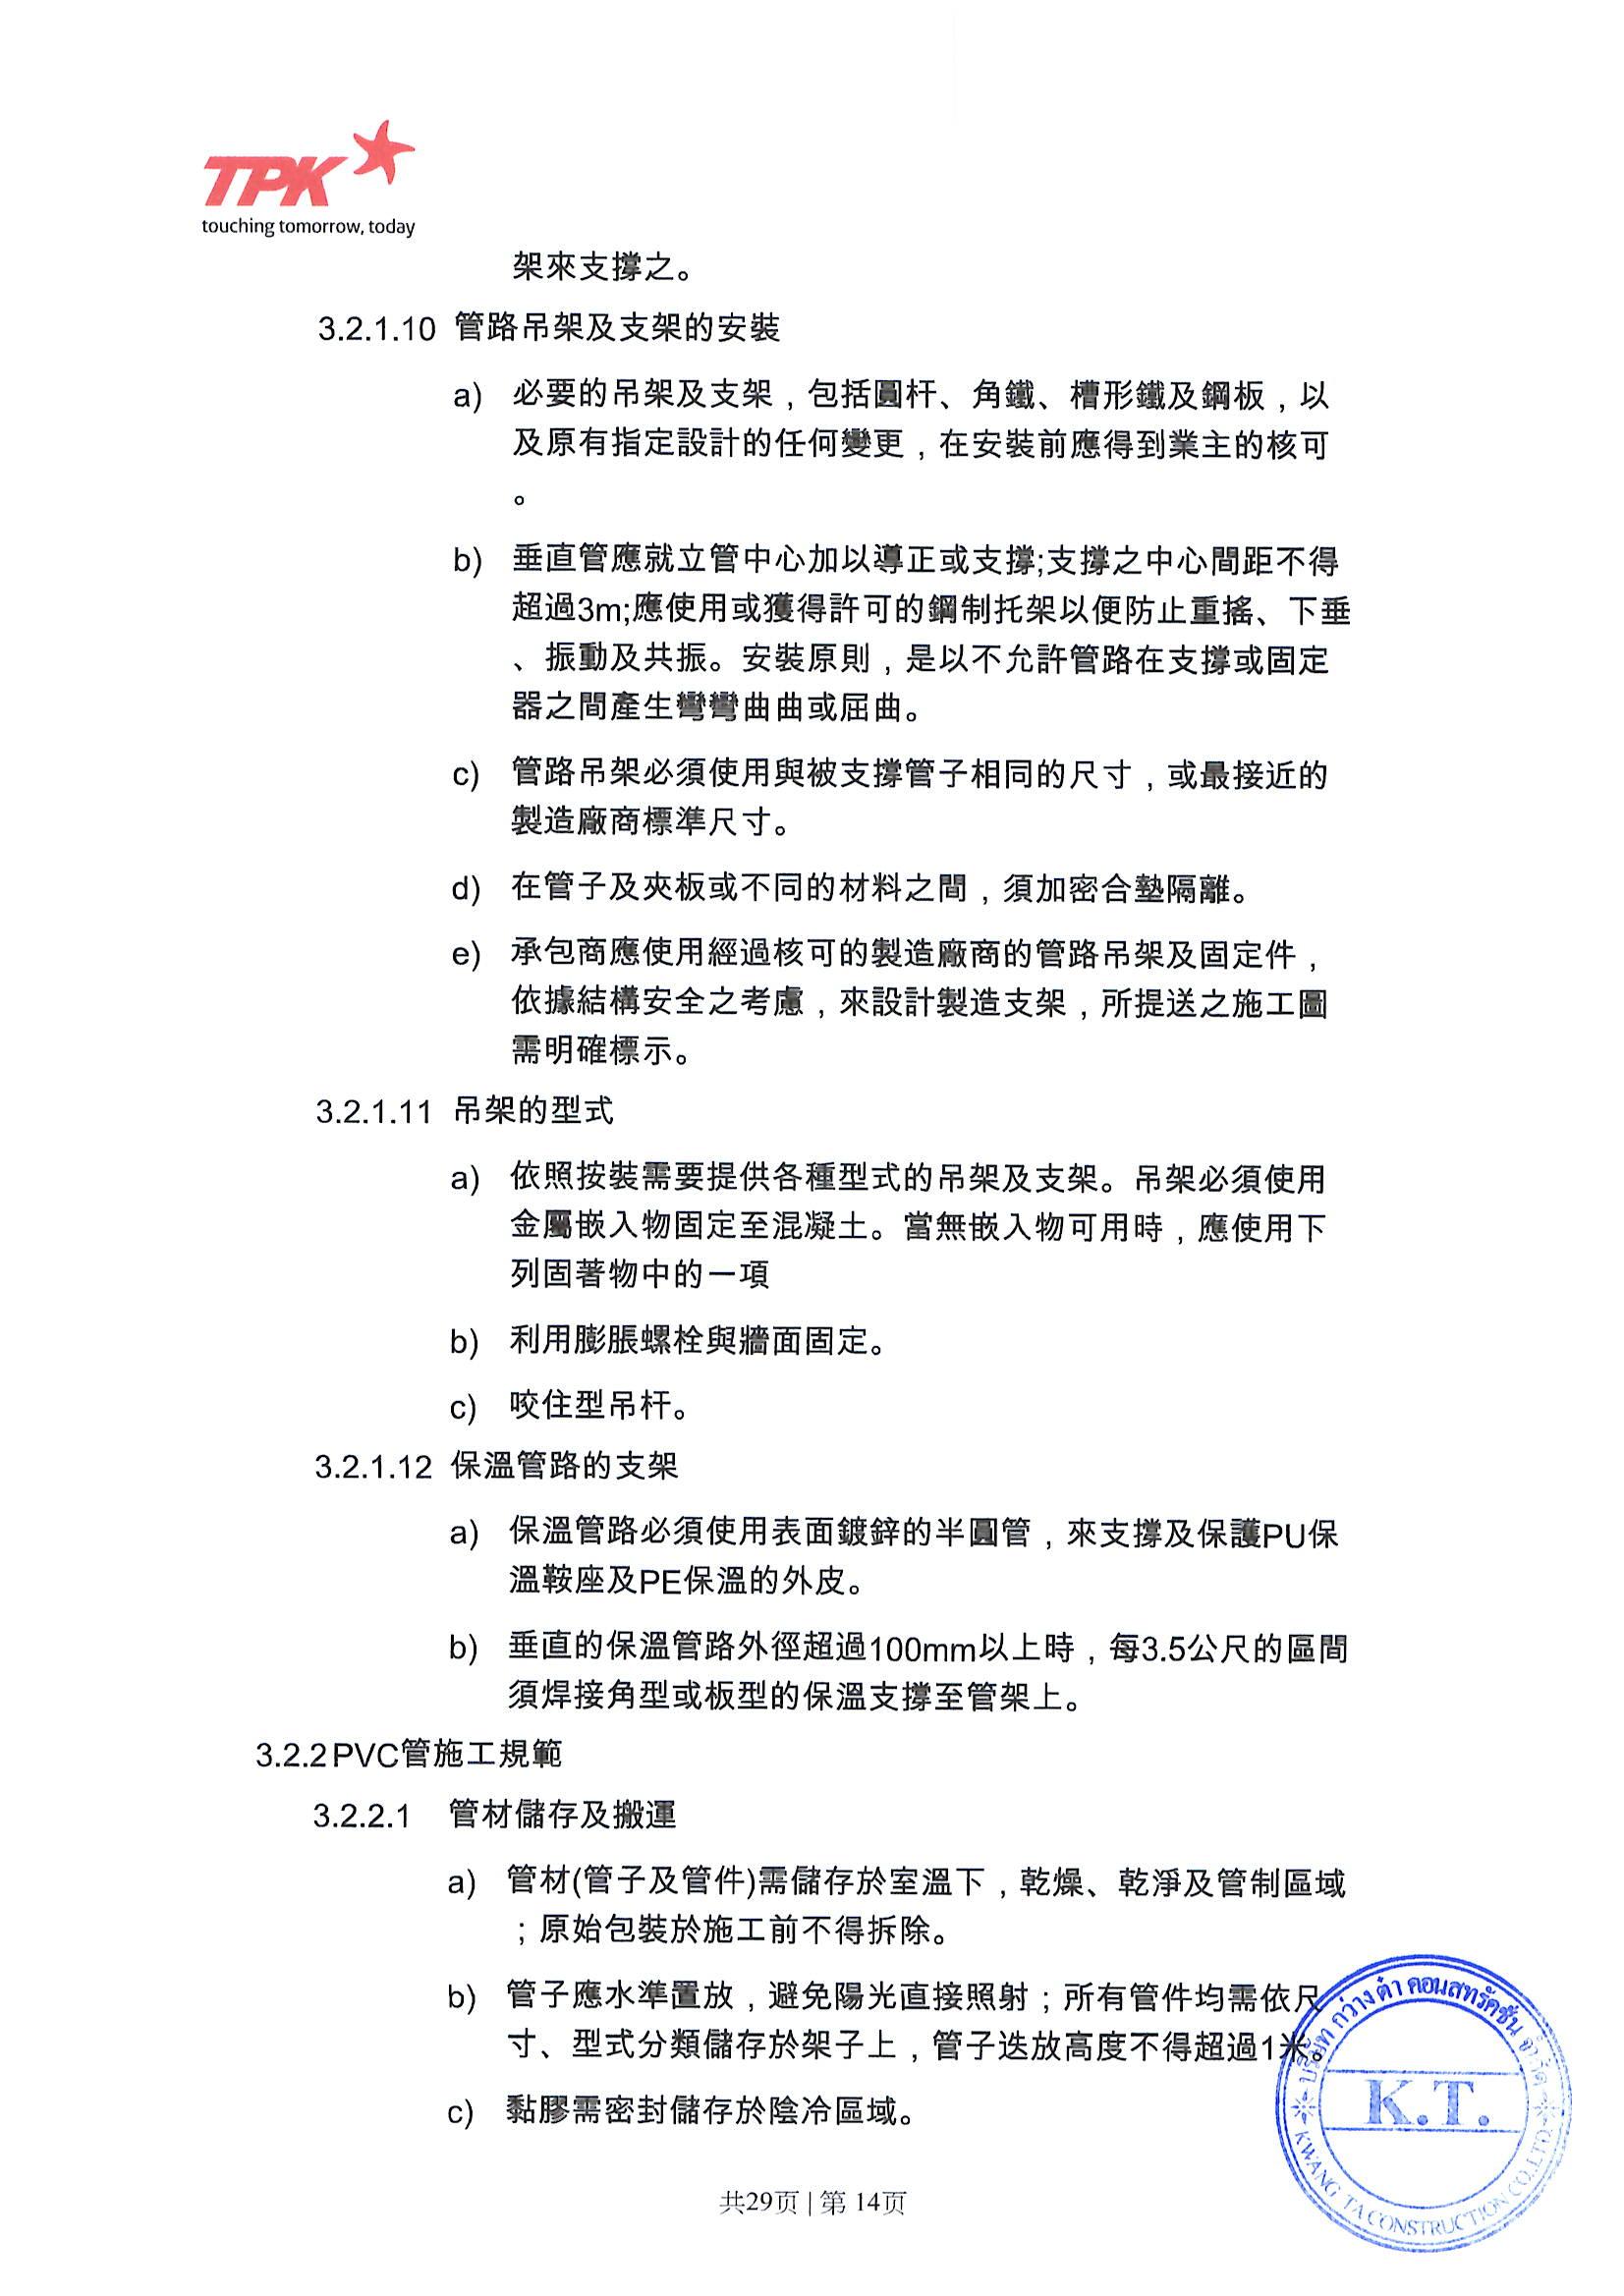 TPK
touching tomorrow, today
架來支撐之。
3.2.1.10 管路吊架及支架的安裝
a) 必要的吊架及支架，包括圓杆、角鐵、槽形鐵及鋼板，以
及原有指定設計的任何變更，在安裝前應得到業主的核可
。
b) 垂直管應就立管中心加以導正或支撐;支撐之中心間距不得
超過3m;應使用或獲得許可的鋼制托架以便防止重搖、下垂
、振動及共振。安裝原則，是以不允許管路在支撐或固定
器之間產生彎彎曲曲或屈曲。
c) 管路吊架必須使用與被支撐管子相同的尺寸，或最接近的
製造廠商標準尺寸。
d) 在管子及夾板或不同的材料之間，須加密合墊隔離。
e) 承包商應使用經過核可的製造廠商的管路吊架及固定件，
依據結構安全之考慮，來設計製造支架，所提送之施工圖
需明確標示。
3.2.1.11 吊架的型式
a) 依照按裝需要提供各種型式的吊架及支架。吊架必須使用
金屬嵌入物固定至混凝土。當無嵌入物可用時，應使用下
列固著物中的一項
b) 利用膨脹螺栓與牆面固定。
c) 咬住型吊杆。
3.2.1.12 保溫管路的支架
a) 保溫管路必須使用表面鍍鋅的半圓管，來支撐及保護PU保
溫鞍座及PE保溫的外皮。
b) 垂直的保溫管路外徑超過100mm以上時，每3.5公尺的區間
須焊接角型或板型的保溫支撐至管架上。
3.2.2 PVC管施工規範
3.2.2.1 管材儲存及搬運
a) 管材(管子及管件)需儲存於室溫下，乾燥、乾淨及管制區域
；原始包裝於施工前不得拆除。
b) 管子應水準置放，避免陽光直接照射；所有管件均需依尺
寸、型式分類儲存於架子上，管子迭放高度不得超過1米。
c) 黏膠需密封儲存於陰冷區域。
บริษัท กว่างต๋า คอนสทรัคชั่น จำกัด
K.T.
KWANG TA CONSTRUCTION CO.,LTD.
共29页 | 第 14页